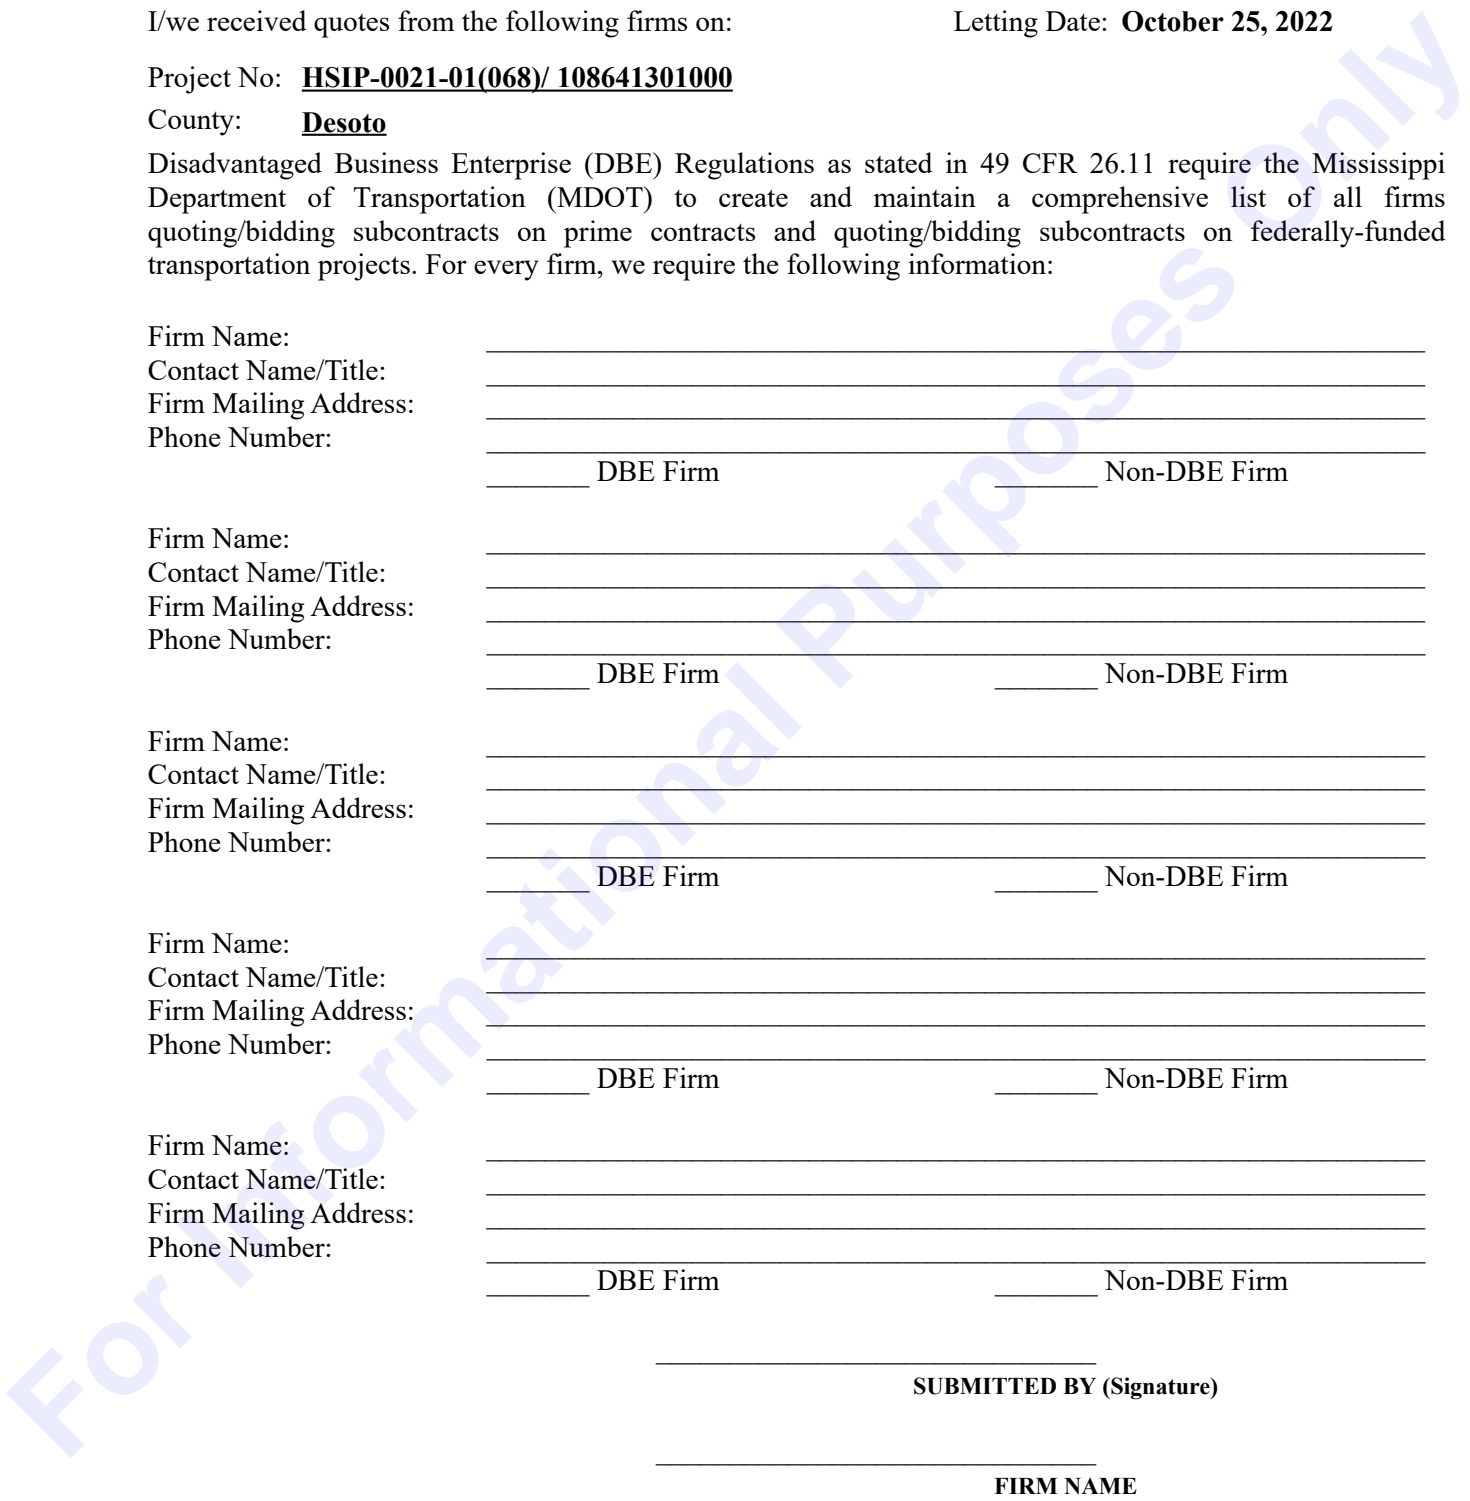 I/we received quotes from the following firms on: Letting Date: October 25, 2022
Project No: HSIP-0021-01(068)/ 108641301000
County: Desoto
Disadvantaged Business Enterprise (DBE) Regulations as stated in 49 CFR 26.11 require the Mississippi
Department of Transportation (MDOT) to create and maintain a comprehensive list of all firms
quoting/bidding subcontracts on prime contracts and quoting/bidding subcontracts on federally-funded
transportation projects. For every firm, we require the following information:
Firm Name:
Contact Name/Title:
Firm Mailing Address:
Phone Number:
DBE Firm Non-DBE Firm
Firm Name:
Contact Name/Title:
Firm Mailing Address:
Phone Number:
DBE Firm Non-DBE Firm
Firm Name:
Contact Name/Title:
Firm Mailing Address:
Phone Number:
DBE Firm Non-DBE Firm
Firm Name:
Contact Name/Title:
Firm Mailing Address:
Phone Number:
DBE Firm Non-DBE Firm
Firm Name:
Contact Name/Title:
Firm Mailing Address:
Phone Number:
DBE Firm Non-DBE Firm
SUBMITTED BY (Signature)
FIRM NAME
For Informational Purposes Only